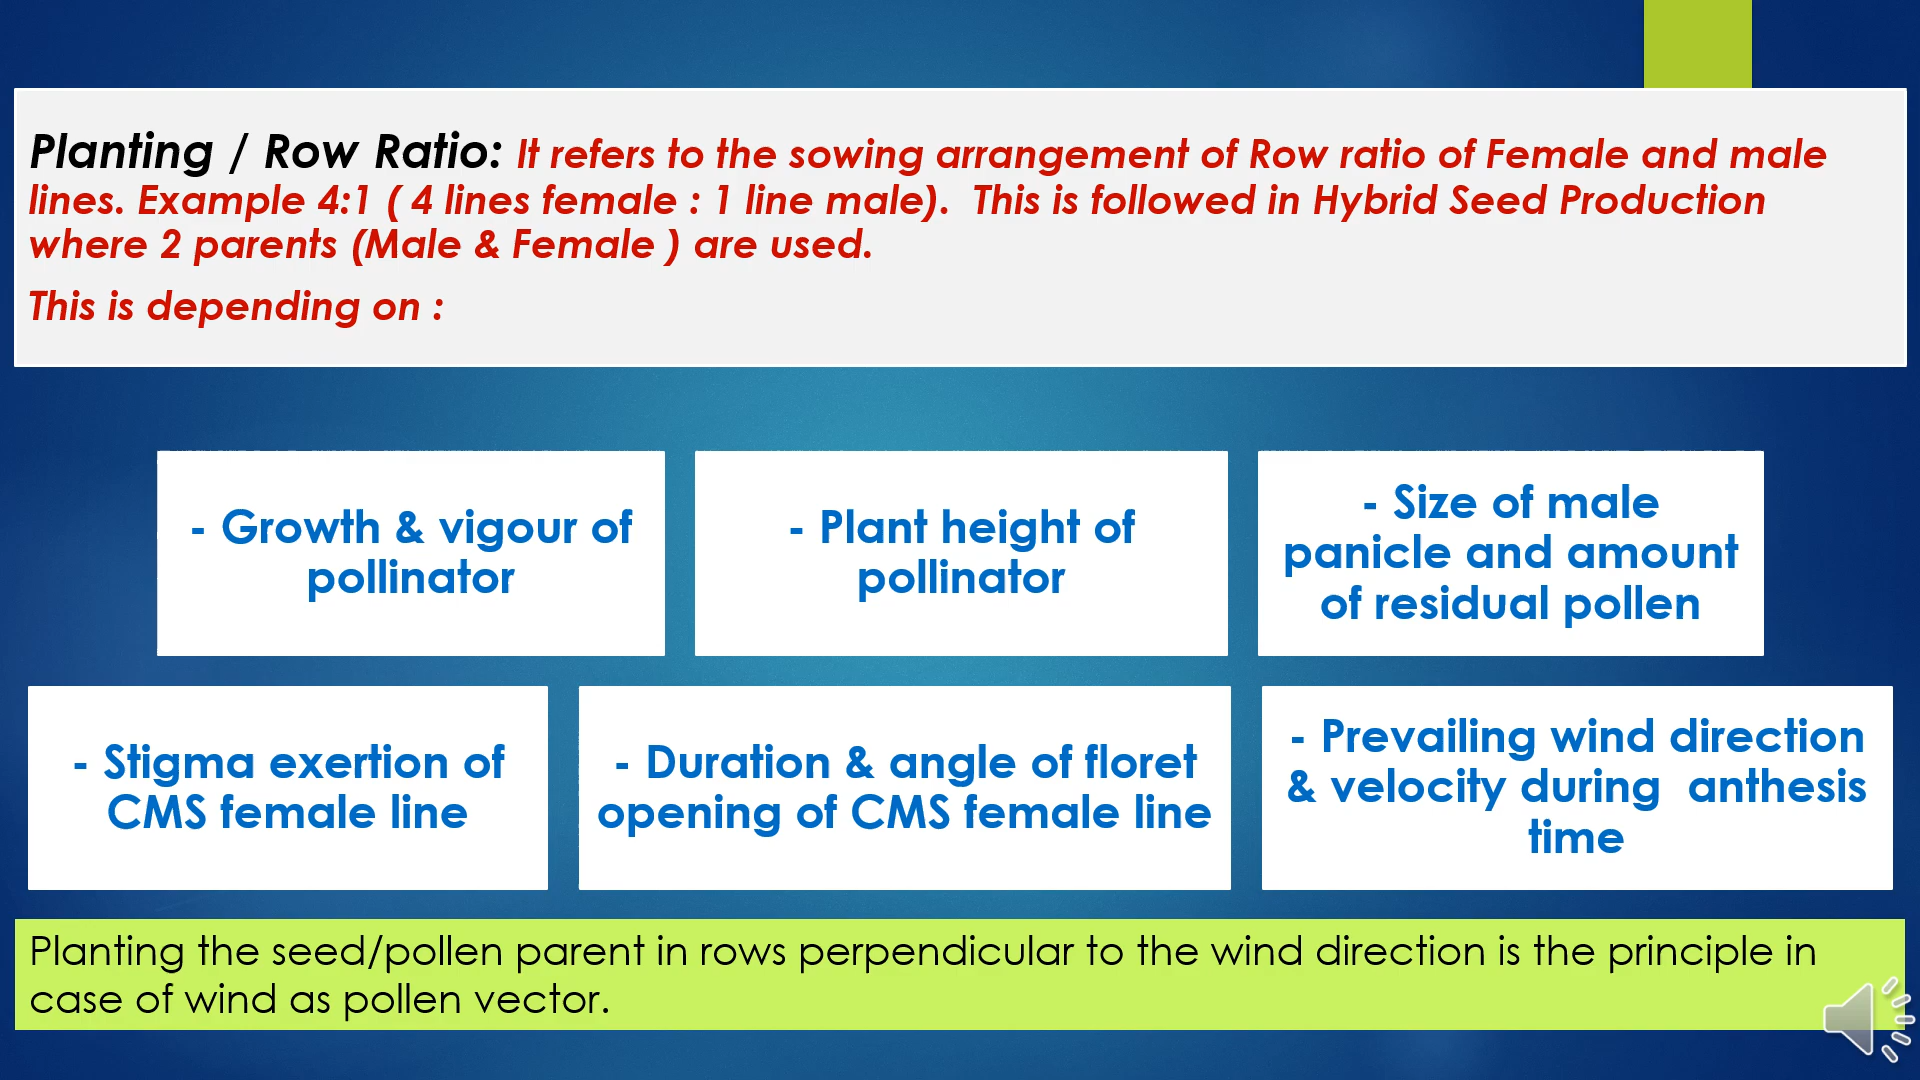 Planting / Row Ratio: It refers to the sowing arrangement of Row ratio of Female and male
lines. Example 4:1 ( 4 lines female : 1 line male).  This is followed in Hybrid Seed Production
where 2 parents (Male & Female ) are used.
This is depending on :
- Growth & vigour of
pollinator
- Plant height of
pollinator
- Size of male
panicle and amount
of residual pollen
- Stigma exertion of
CMS female line
- Duration & angle of floret
opening of CMS female line
- Prevailing wind direction
& velocity during  anthesis
time
Planting the seed/pollen parent in rows perpendicular to the wind direction is the principle in
case of wind as pollen vector.